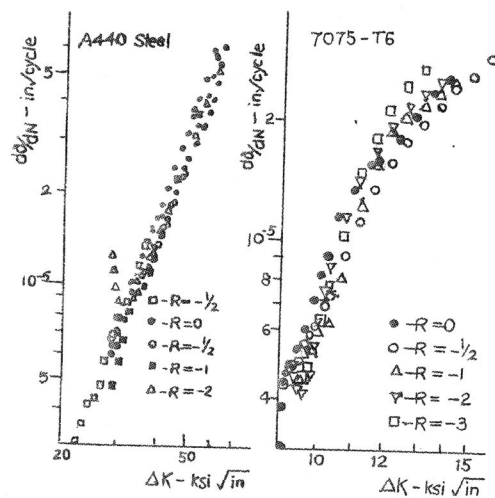 A440 Steel
da/dN - in/cycle
5
2
10-5
5
20
50
ΔK - ksi √in
□ -R=-1/2
● -R=0
● -R=-1/2
■ -R=-1
△ -R=-2
7075-T6
da/dN - in/cycle
2
10-5
8
6
4
10
12
15
ΔK - ksi √in
● -R=0
○ -R=-1/2
△ -R=-1
▽ -R=-2
□ -R=-3